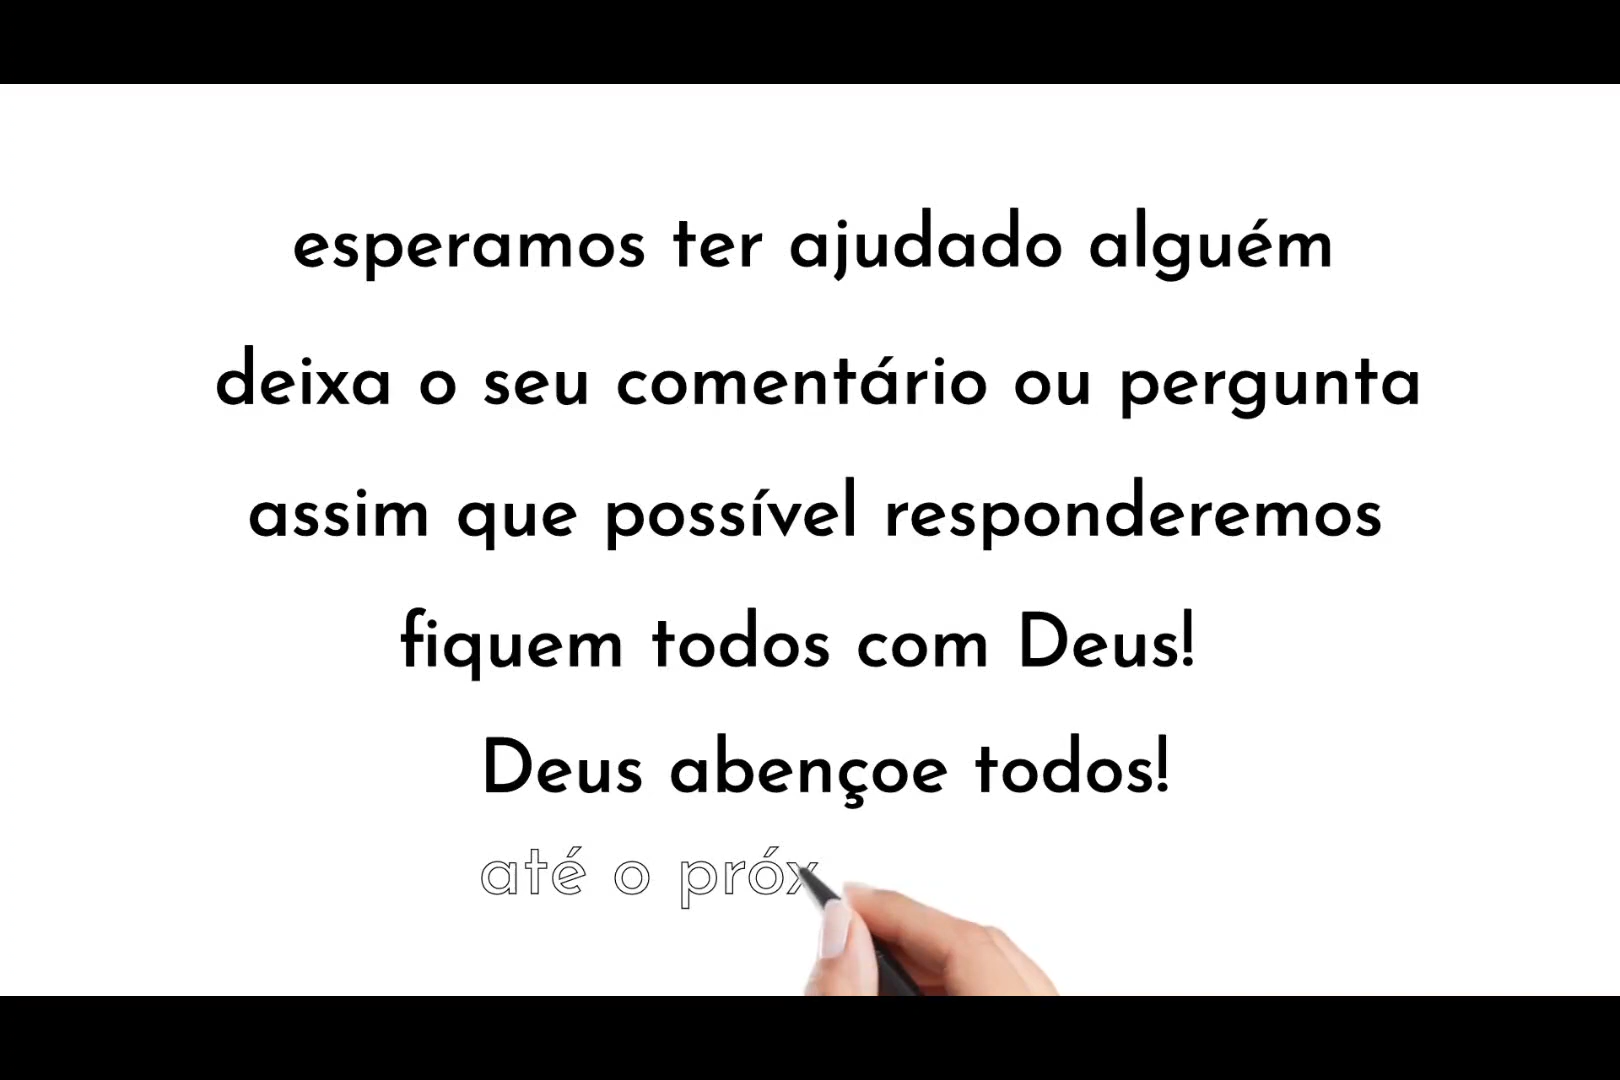 esperamos ter ajudado alguém
deixa o seu comentário ou pergunta
assim que possível responderemos
fiquem todos com Deus!
Deus abençoe todos!
até o próx